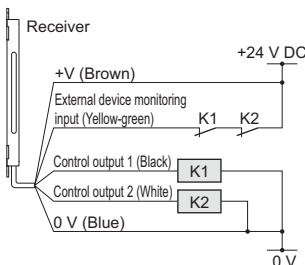 Receiver
+24 V DC
+V (Brown)
External device monitoring
input (Yellow-green)
K1
K2
Control output 1 (Black)
K1
Control output 2 (White)
K2
0 V (Blue)
0 V